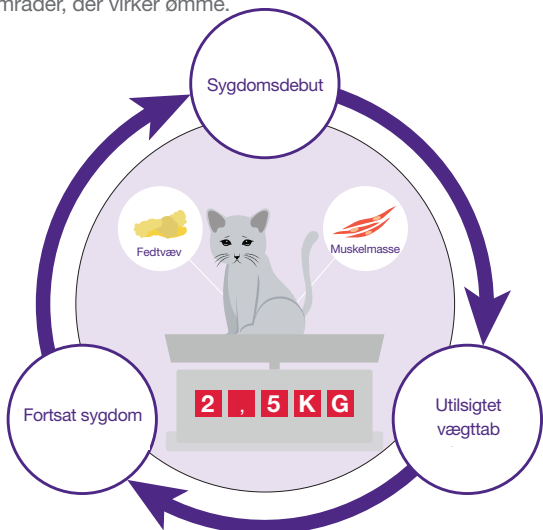 områder, der virker ømme.
Sygdomsdebut
Fedtvæv
Muskelmasse
2,5KG
Fortsat sygdom
Utilsigtet
vægttab